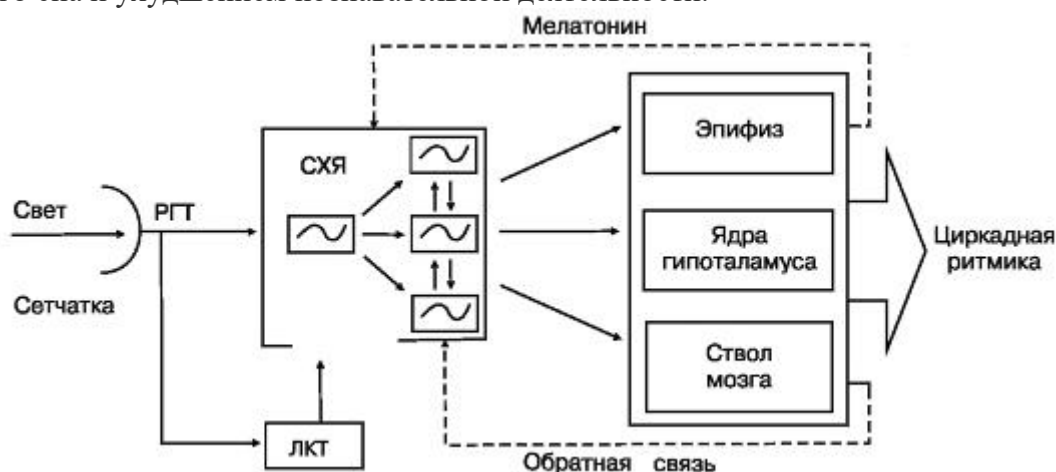 Мелатонин
Эпифиз
СХЯ
Свет
РГТ
Сетчатка
Ядра
гипоталамуса
Циркадная
ритмика
Ствол
мозга
ЛКТ
Обратная связь